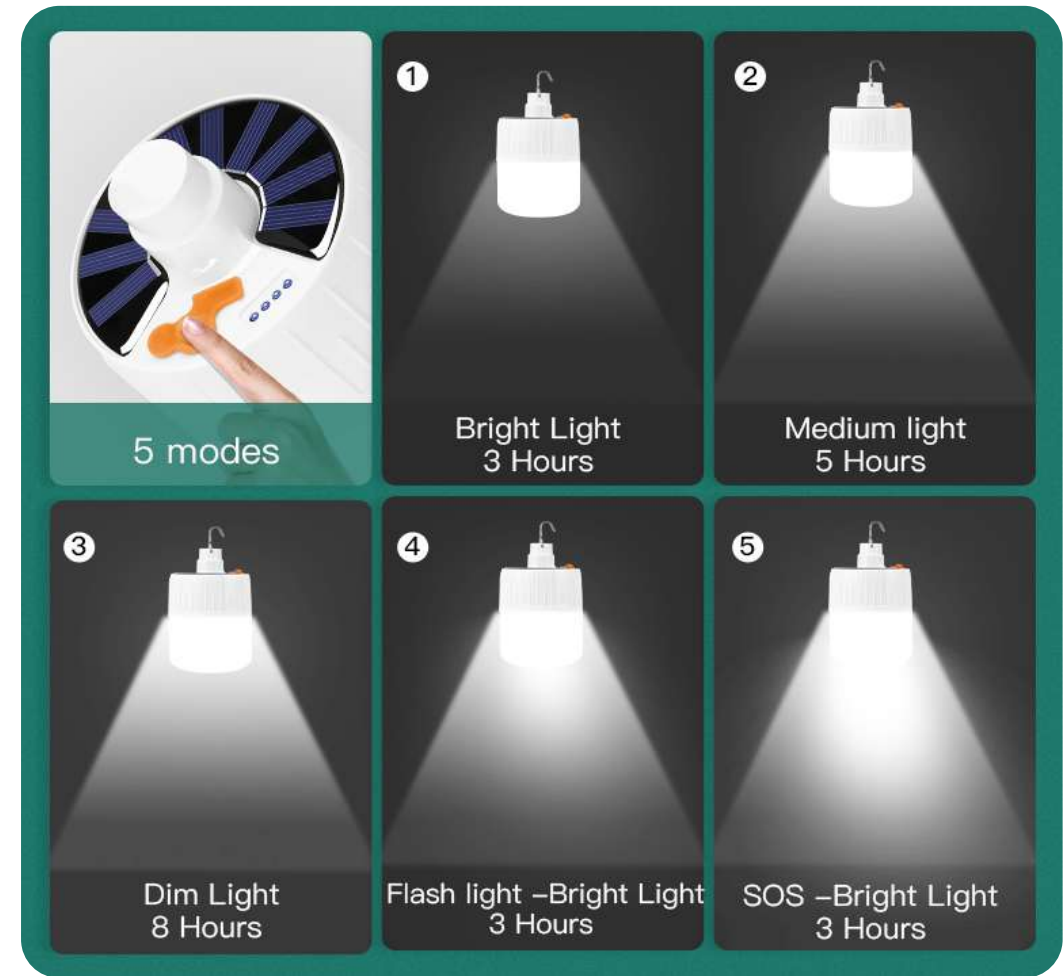 5 modes
①
Bright Light
3 Hours
②
Medium light
5 Hours
③
Dim Light
8 Hours
④
Flash light –Bright Light
3 Hours
⑤
SOS –Bright Light
3 Hours